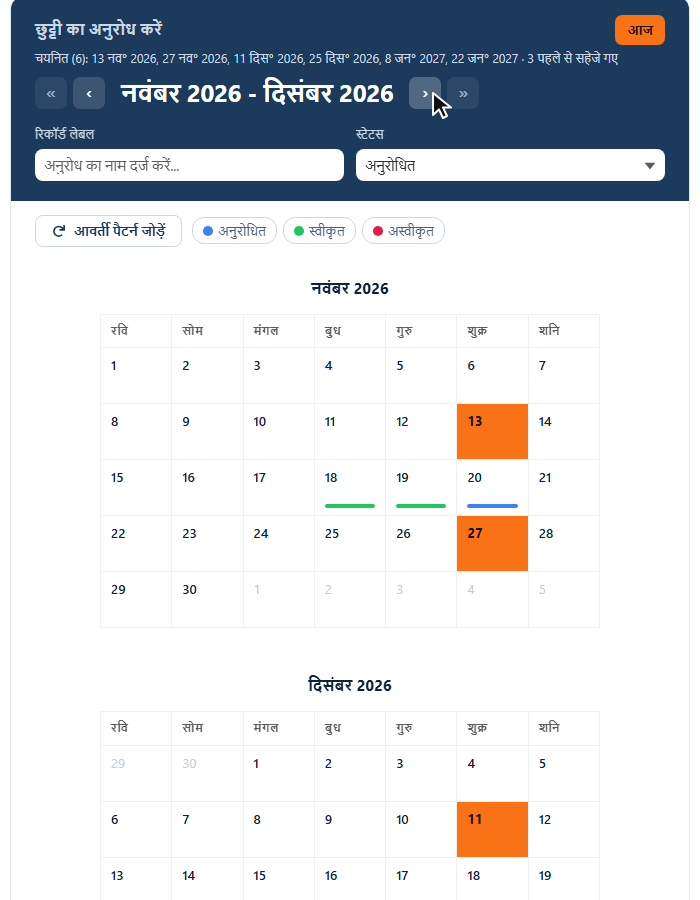 छुट्टी का अनुरोध करें
आज
चयनित (6): 13 नव॰ 2026, 27 नव॰ 2026, 11 दिस॰ 2026, 25 दिस॰ 2026, 8 जन॰ 2027, 22 जन॰ 2027 · 3 पहले से सहेजे गए
« ‹ नवंबर 2026 - दिसंबर 2026 › »
रिकॉर्ड लेबल स्टेटस
अनुरोध का नाम दर्ज करें... अनुरोधित
आवर्ती पैटर्न जोड़ें अनुरोधित स्वीकृत अस्वीकृत
नवंबर 2026
रवि सोम मंगल बुध गुरु शुक्र शनि
1 2 3 4 5 6 7
8 9 10 11 12 13 14
15 16 17 18 19 20 21
22 23 24 25 26 27 28
29 30 1 2 3 4 5
दिसंबर 2026
रवि सोम मंगल बुध गुरु शुक्र शनि
29 30 1 2 3 4 5
6 7 8 9 10 11 12
13 14 15 16 17 18 19